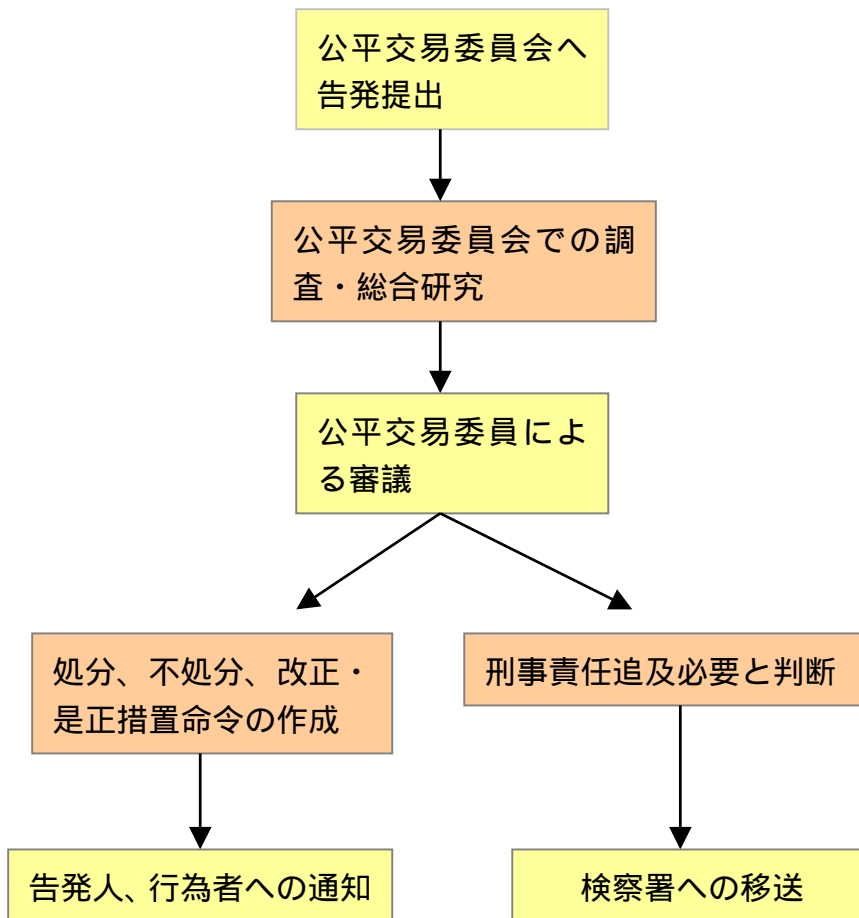 公平交易委員会へ
告発提出
公平交易委員会での調
査・総合研究
公平交易委員によ
る審議
処分、不処分、改正・
是正措置命令の作成
刑事責任追及必要と判断
告発人、行為者への通知
検察署への移送